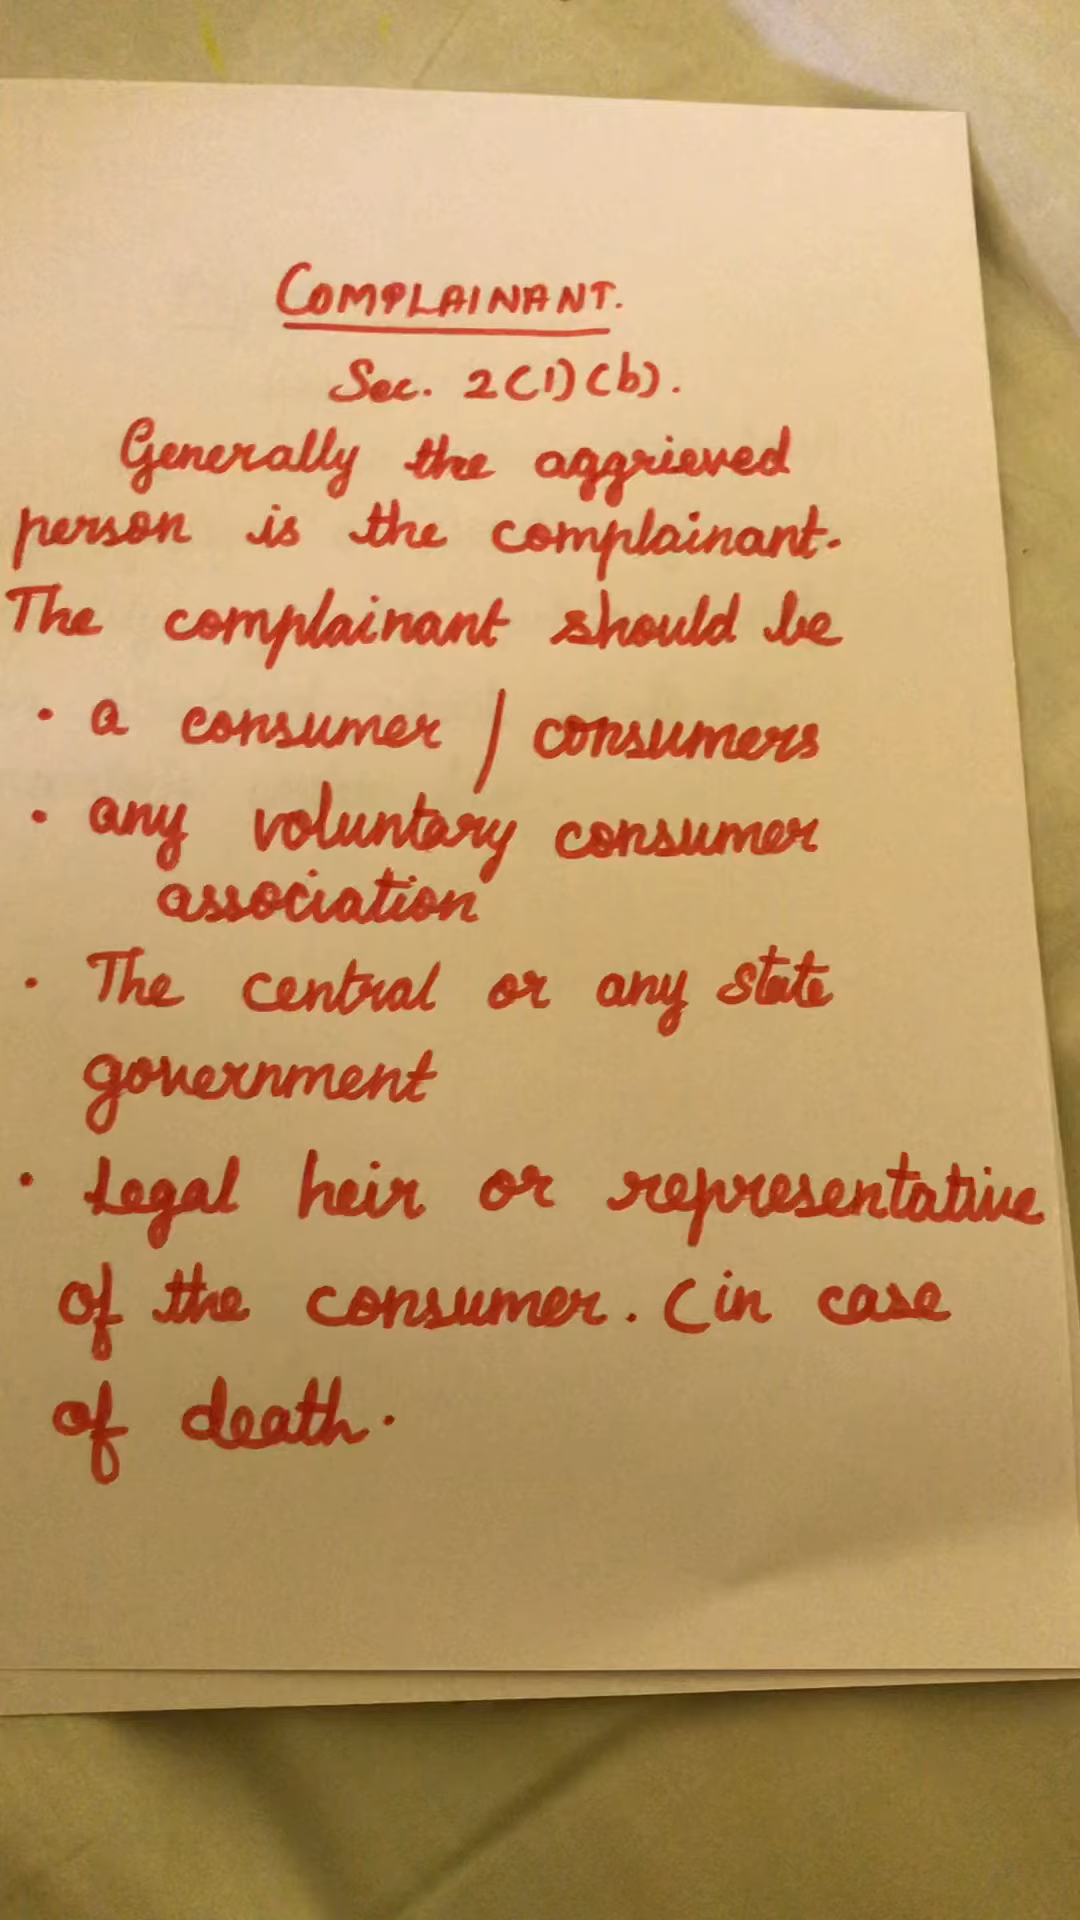 COMPLAINANT.
Sec. 2(1)(b).
Generally the aggrieved
person is the complainant.
The complainant should be
• a consumer / consumers
• any voluntary consumer
association
• The central or any state
government
• Legal heir or representative
of the consumer. (in case
of death.